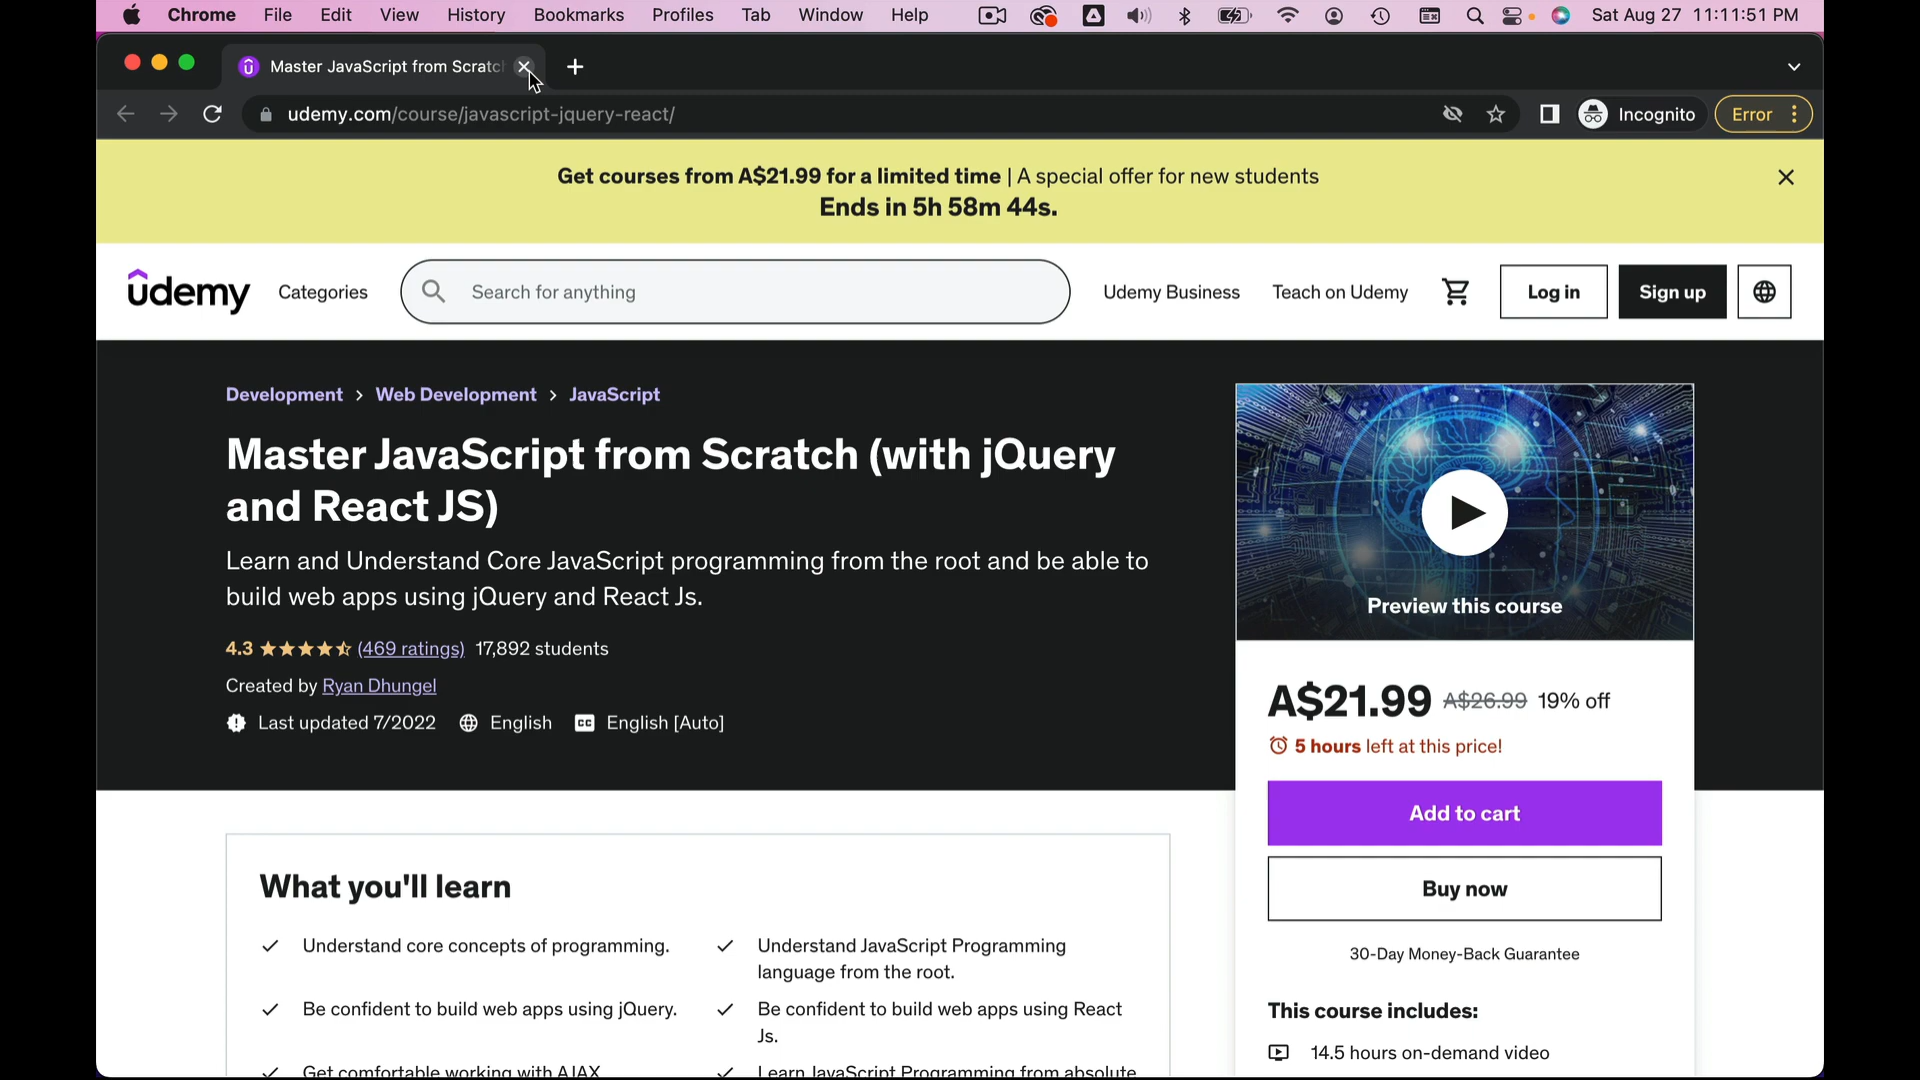 Chrome File Edit View History Bookmarks Profiles Tab Window Help Sat Aug 27 11:11:51 PM
Master JavaScript from Scratc
udemy.com/course/javascript-jquery-react/ Incognito Error
Get courses from A$21.99 for a limited time | A special offer for new students
Ends in 5h 58m 44s.
udemy Categories Search for anything Udemy Business Teach on Udemy Log in Sign up
Development > Web Development > JavaScript
Master JavaScript from Scratch (with jQuery
and React JS)
Learn and Understand Core JavaScript programming from the root and be able to
build web apps using jQuery and React Js.
4.3 (469 ratings) 17,892 students
Created by Ryan Dhungel
Last updated 7/2022 English CC English [Auto]
Preview this course
A$21.99 A$26.99 19% off
5 hours left at this price!
Add to cart
Buy now
30-Day Money-Back Guarantee
This course includes:
14.5 hours on-demand video
What you'll learn
Understand core concepts of programming.
Understand JavaScript Programming
language from the root.
Be confident to build web apps using jQuery.
Be confident to build web apps using React
Js.
Get comfortable working with AJAX
Learn JavaScript Programming from absolute